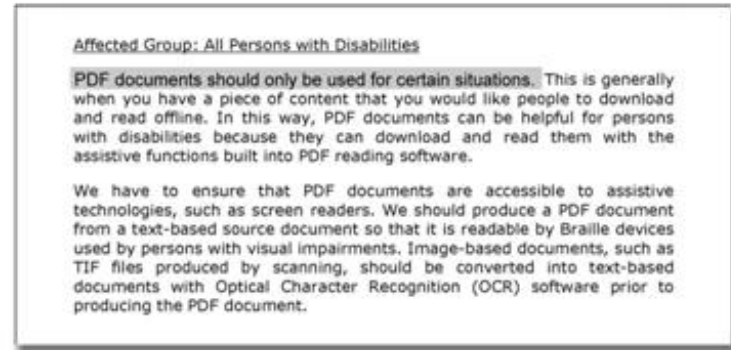 Affected Group: All Persons with Disabilities
PDF documents should only be used for certain situations. This is generally
when you have a piece of content that you would like people to download
and read offline. In this way, PDF documents can be helpful for persons
with disabilities because they can download and read them with the
assistive functions built into PDF reading software.
We have to ensure that PDF documents are accessible to assistive
technologies, such as screen readers. We should produce a PDF document
from a text-based source document so that it is readable by Braille devices
used by persons with visual impairments. Image-based documents, such as
TIF files produced by scanning, should be converted into text-based
documents with Optical Character Recognition (OCR) software prior to
producing the PDF document.